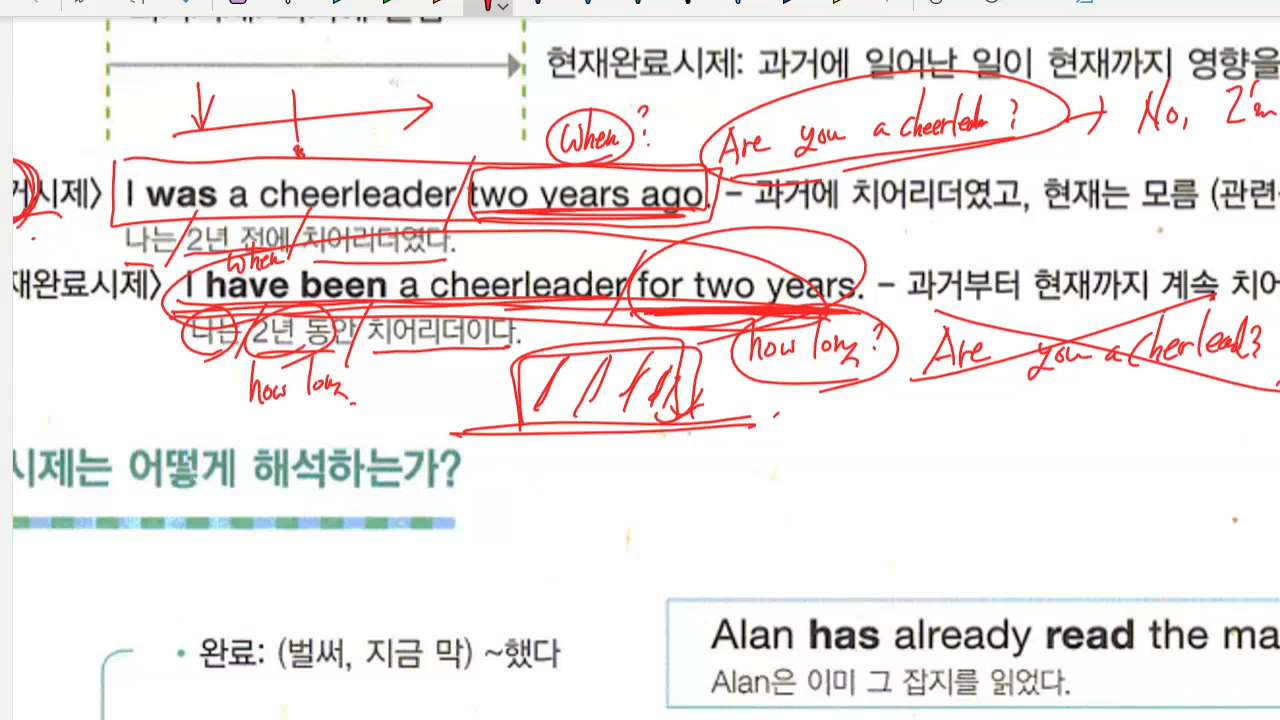 현재완료시제: 과거에 일어난 일이 현재까지 영향을
When?
Are you a cheerleader? → No, I'm
거시제〉 I was a cheerleader two years ago. – 과거에 치어리더였고, 현재는 모름 (관련
나는 2년 전에 치어리더였다.
When
재완료시제〉 I have been a cheerleader for two years. – 과거부터 현재까지 계속 치어
나는 2년 동안 치어리더이다.
how long?
Are you a cherleader?
how long.
시제는 어떻게 해석하는가?
• 완료: (벌써, 지금 막) ~했다
Alan has already read the ma
Alan은 이미 그 잡지를 읽었다.